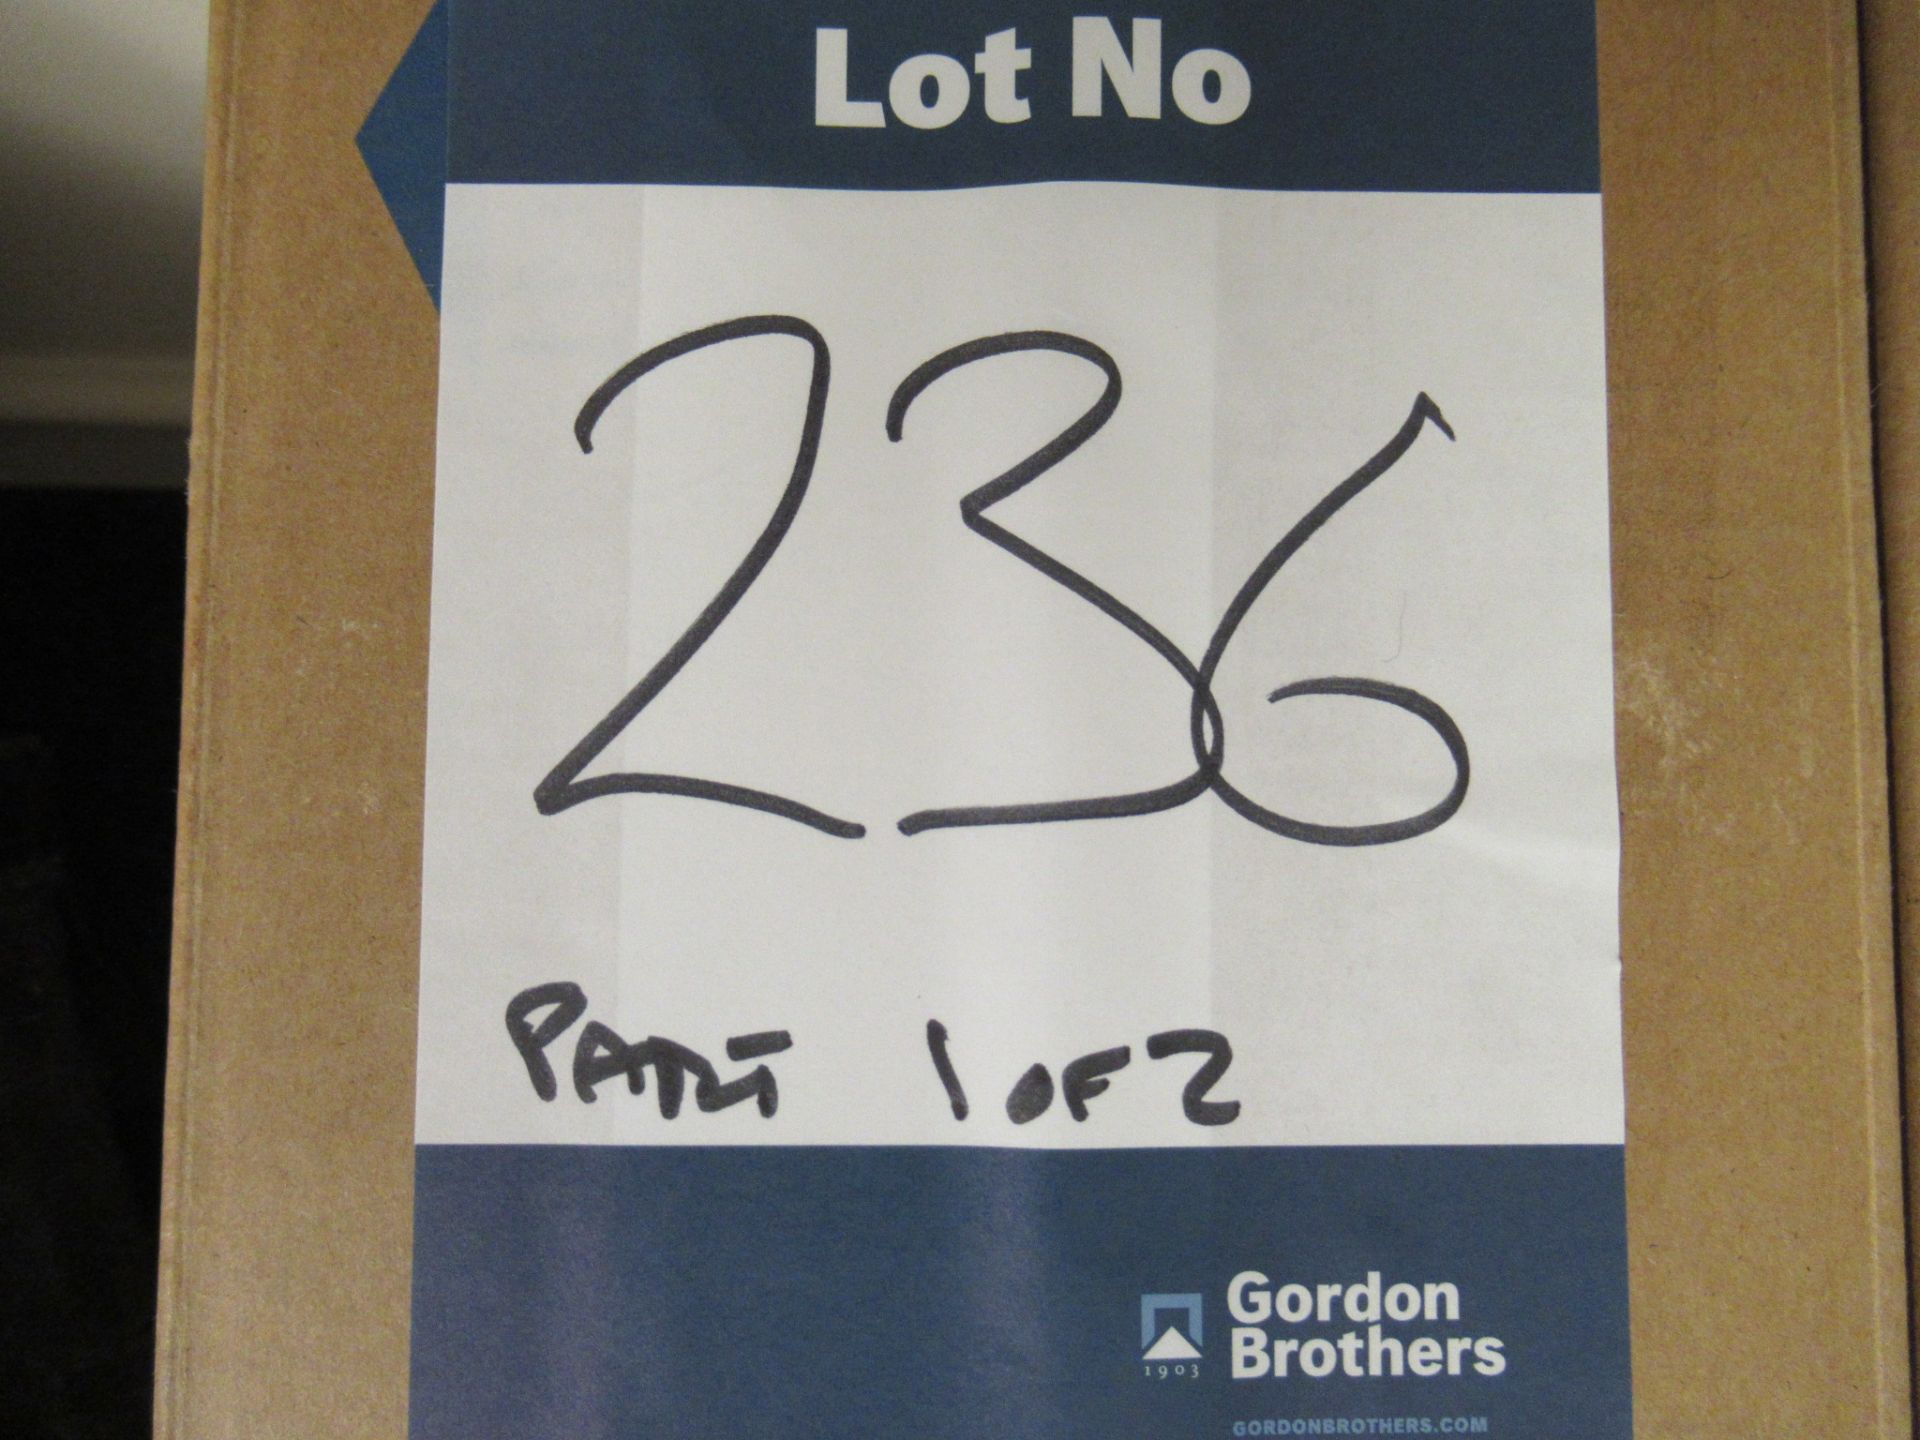 Lot No
236
PART 1 OF 2
Gordon
Brothers
1903
GORDONBROTHERS.COM